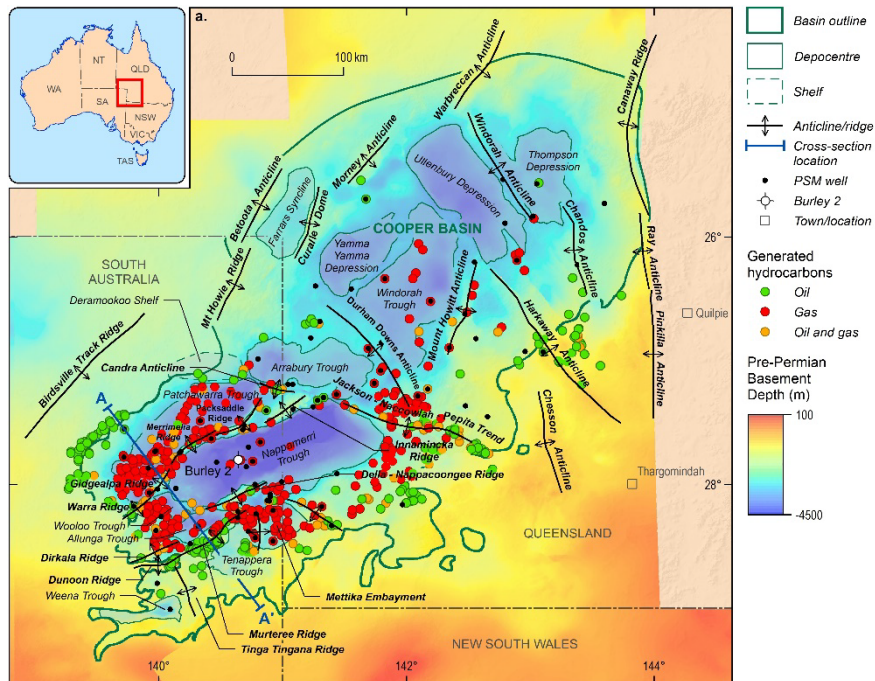 a.
0
100 km
WA
NT
QLD
SA
NSW
VIC
TAS
Warbreccan Anticline
Canaway Ridge
Morney Anticline
Windorah Anticline
Ullenbury Depression
Thompson
Depression
Betoota Anticline
Farrars Syncline
Curalle Dome
COOPER BASIN
Chandos Anticline
26°
26°
Yamma
Yamma
Depression
SOUTH
AUSTRALIA
Mt Howie Ridge
Windorah
Trough
Mount Howitt Anticline
Ray Anticline
Pinkilla Anticline
Deramookoo Shelf
Quilpie
Durham Downs Anticline
Harkaway Anticline
Birdsville Track Ridge
Candra Anticline
Arrabury Trough
Patchawarra Trough
Packsaddle
Ridge
Jackson - Naccowlah - Pepita Trend
Chesson Anticline
A
Merrimelia
Ridge
Nappamerri
Trough
Innamincka
Ridge
Burley 2
Della - Nappacoongee Ridge
Gidgealpa Ridge
28°
28°
Thargomindah
Warra Ridge
Wooloo Trough
Allunga Trough
QUEENSLAND
Dirkala Ridge
Tenappera
Trough
Dunoon Ridge
Mettika Embayment
Weena Trough
A'
Murteree Ridge
NEW SOUTH WALES
Tinga Tingana Ridge
140°
142°
144°
Basin outline
Depocentre
Shelf
Anticline/ridge
Cross-section
location
PSM well
Burley 2
Town/location
Generated
hydrocarbons
Oil
Gas
Oil and gas
Pre-Permian
Basement
Depth (m)
100
-4500